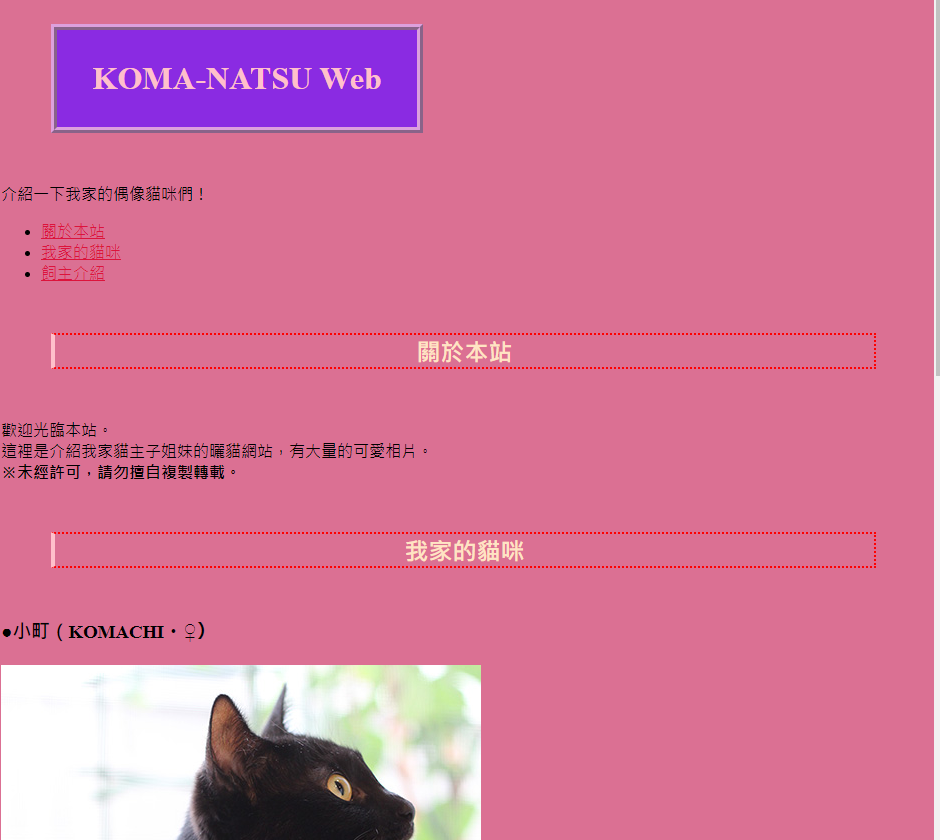 KOMA-NATSU Web
介紹一下我家的偶像貓咪們！
關於本站
我家的貓咪
飼主介紹
關於本站
歡迎光臨本站。
這裡是介紹我家貓主子姐妹的曬貓網站，有大量的可愛相片。
※未經許可，請勿擅自複製轉載。
我家的貓咪
●小町（KOMACHI・♀）